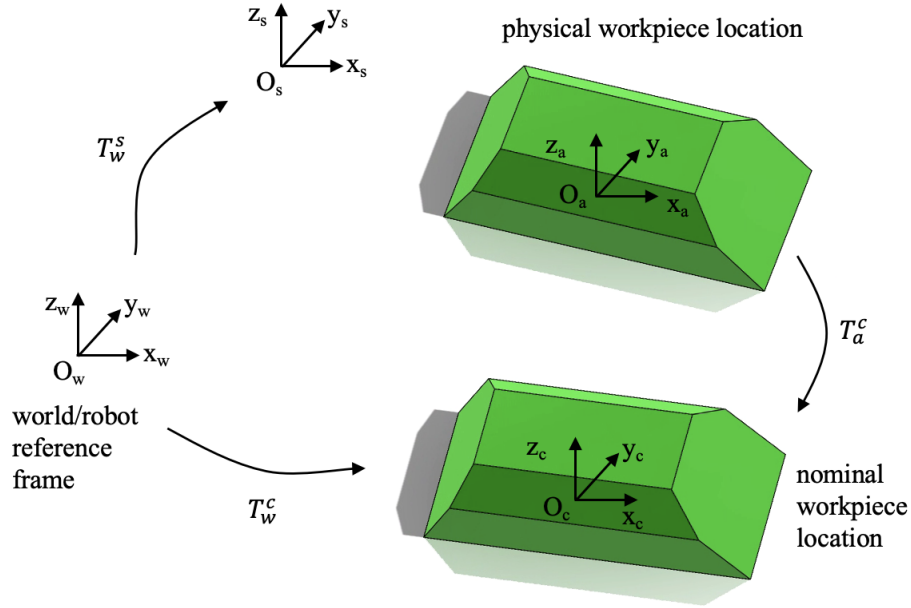 z_s
y_s
O_s
x_s
physical workpiece location
T_w^s
z_a
y_a
O_a
x_a
z_w
y_w
O_w
x_w
T_a^c
world/robot
reference
frame
z_c
y_c
O_c
x_c
nominal
workpiece
location
T_w^c